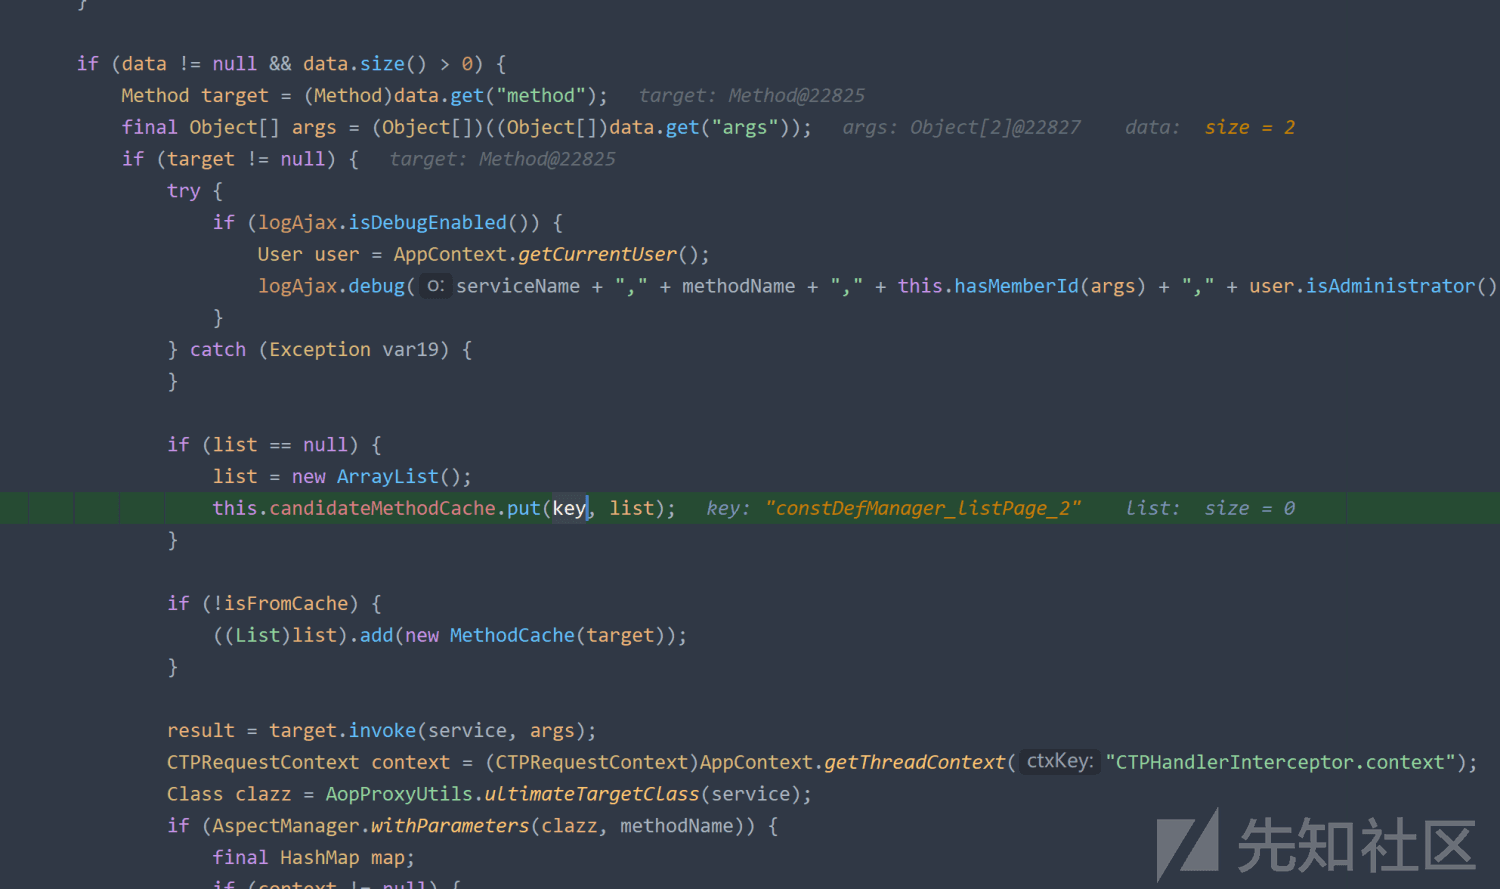 }
if (data != null && data.size() > 0) {
Method target = (Method)data.get("method");   target: Method@22825
final Object[] args = (Object[])((Object[])data.get("args"));   args: Object[2]@22827    data:  size = 2
if (target != null) {   target: Method@22825
try {
if (logAjax.isDebugEnabled()) {
User user = AppContext.getCurrentUser();
logAjax.debug( o: serviceName + "," + methodName + "," + this.hasMemberId(args) + "," + user.isAdministrator()
}
} catch (Exception var19) {
}
if (list == null) {
list = new ArrayList();
this.candidateMethodCache.put(key, list);   key: "constDefManager_listPage_2"    list:  size = 0
}
if (!isFromCache) {
((List)list).add(new MethodCache(target));
}
result = target.invoke(service, args);
CTPRequestContext context = (CTPRequestContext)AppContext.getThreadContext( ctxKey: "CTPHandlerInterceptor.context");
Class clazz = AopProxyUtils.ultimateTargetClass(service);
if (AspectManager.withParameters(clazz, methodName)) {
final HashMap map;
if (context != null) {
先知社区